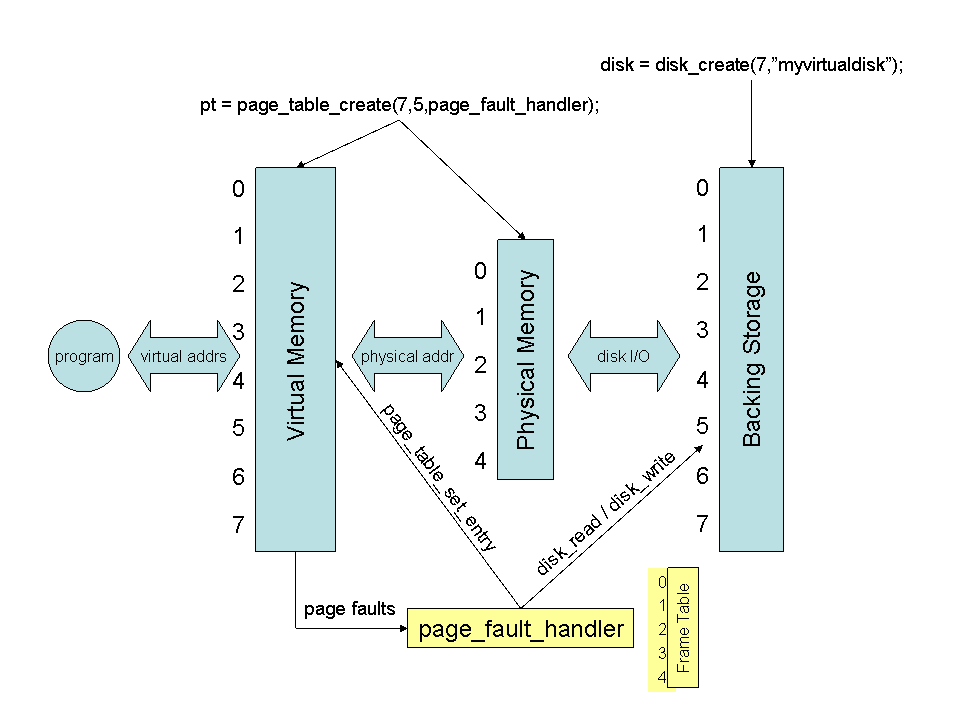 disk = disk_create(7,”myvirtualdisk”);
pt = page_table_create(7,5,page_fault_handler);
0
1
2
3
4
5
6
7
Virtual Memory
program
virtual addrs
physical addr
0
1
2
3
4
Physical Memory
disk I/O
0
1
2
3
4
5
6
7
Backing Storage
page_table_set_entry
disk_read / disk_write
page faults
page_fault_handler
0
1
2
3
4
Frame Table